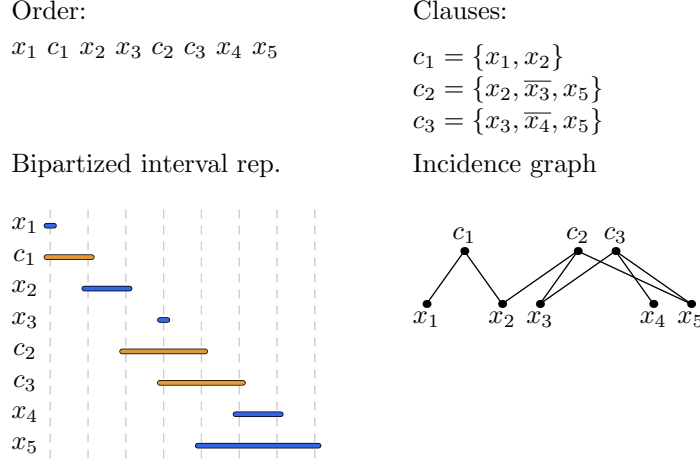 Order:
x₁ c₁ x₂ x₃ c₂ c₃ x₄ x₅
Clauses:
c₁ = {x₁, x₂}
c₂ = {x₂, x̅₃, x₅}
c₃ = {x₃, x̅₄, x₅}
Bipartized interval rep.
x₁
c₁
x₂
x₃
c₂
c₃
x₄
x₅
Incidence graph
c₁ c₂ c₃
x₁ x₂ x₃ x₄ x₅